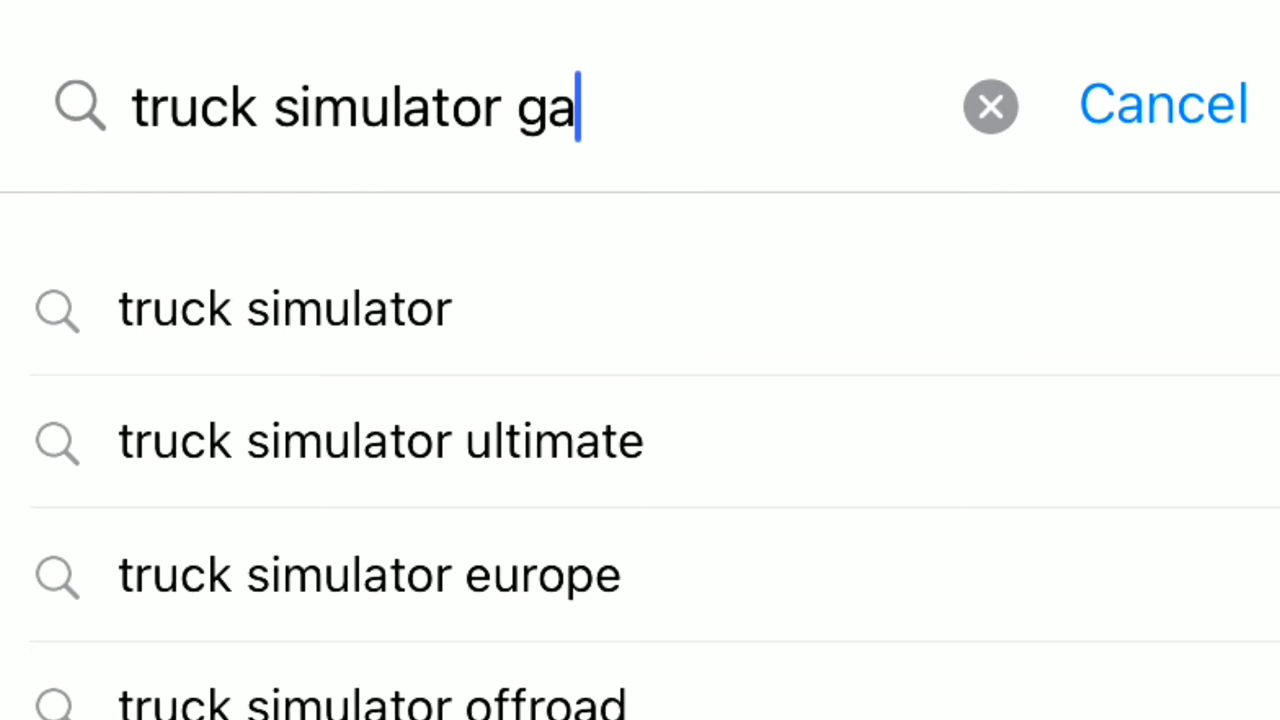 truck simulator ga
Cancel
truck simulator
truck simulator ultimate
truck simulator europe
truck simulator offroad